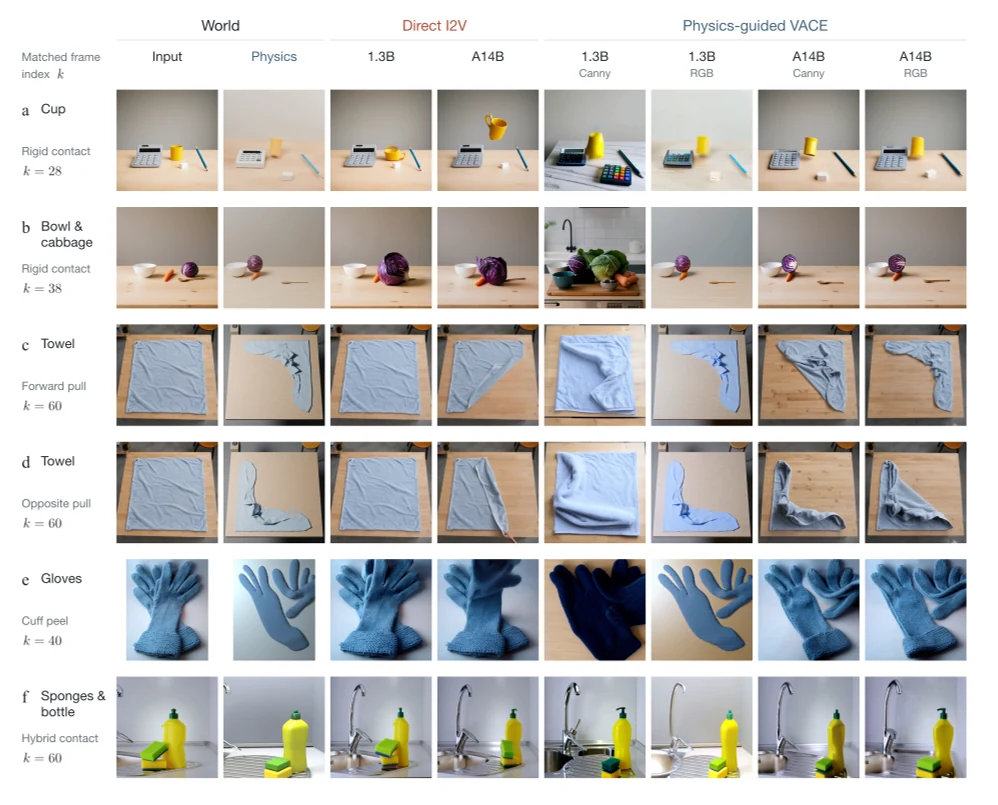 World Direct I2V Physics-guided VACE
Matched frame index k Input Physics 1.3B A14B 1.3B Canny 1.3B RGB A14B Canny A14B RGB
a Cup
Rigid contact
k = 28
b Bowl &
cabbage
Rigid contact
k = 38
c Towel
Forward pull
k = 60
d Towel
Opposite pull
k = 60
e Gloves
Cuff peel
k = 40
f Sponges &
bottle
Hybrid contact
k = 60